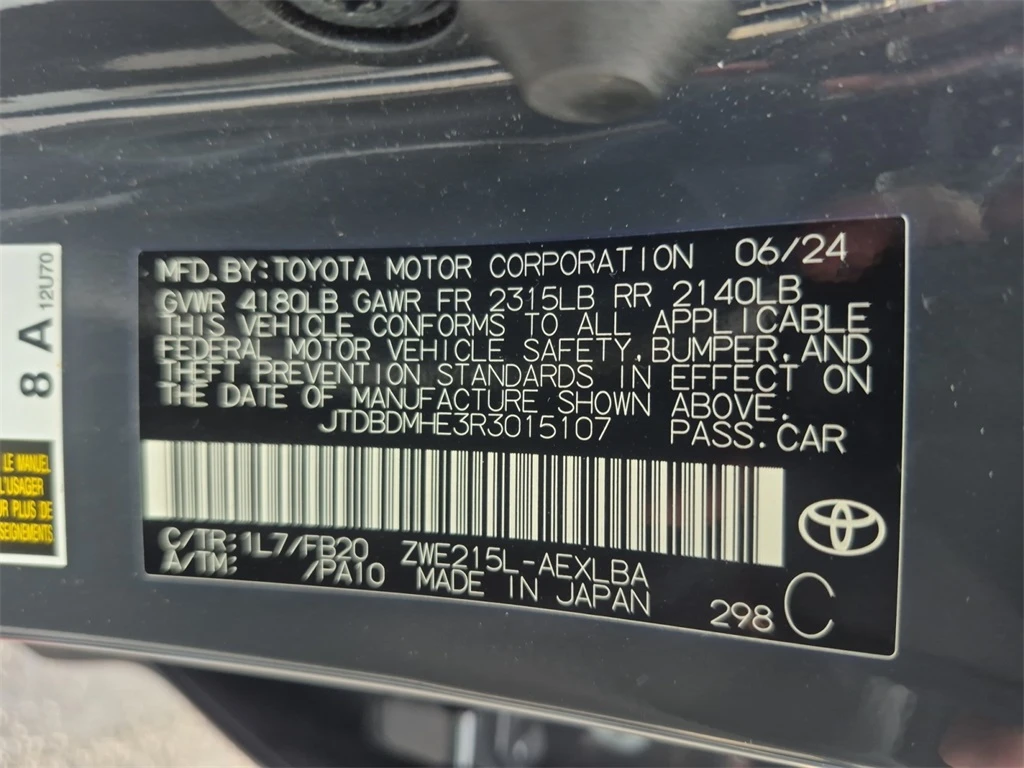 MFD.BY:TOYOTA MOTOR CORPORATION 06/24
GVWR 4180LB GAWR FR 2315LB RR 2140LB
THIS VEHICLE CONFORMS TO ALL APPLICABLE
FEDERAL MOTOR VEHICLE SAFETY,BUMPER,AND
THEFT PREVENTION STANDARDS IN EFFECT ON
THE DATE OF MANUFACTURE SHOWN ABOVE.
JTDBDMHE3R3015107 PASS.CAR
C/TR:1L7/FB20 ZWE215L-AEXLBA
A/TM: /PA10 MADE IN JAPAN
298 C
8 A 12U70
LE MANUEL
L'USAGER
PLUS DE
SEIGNEMENTS